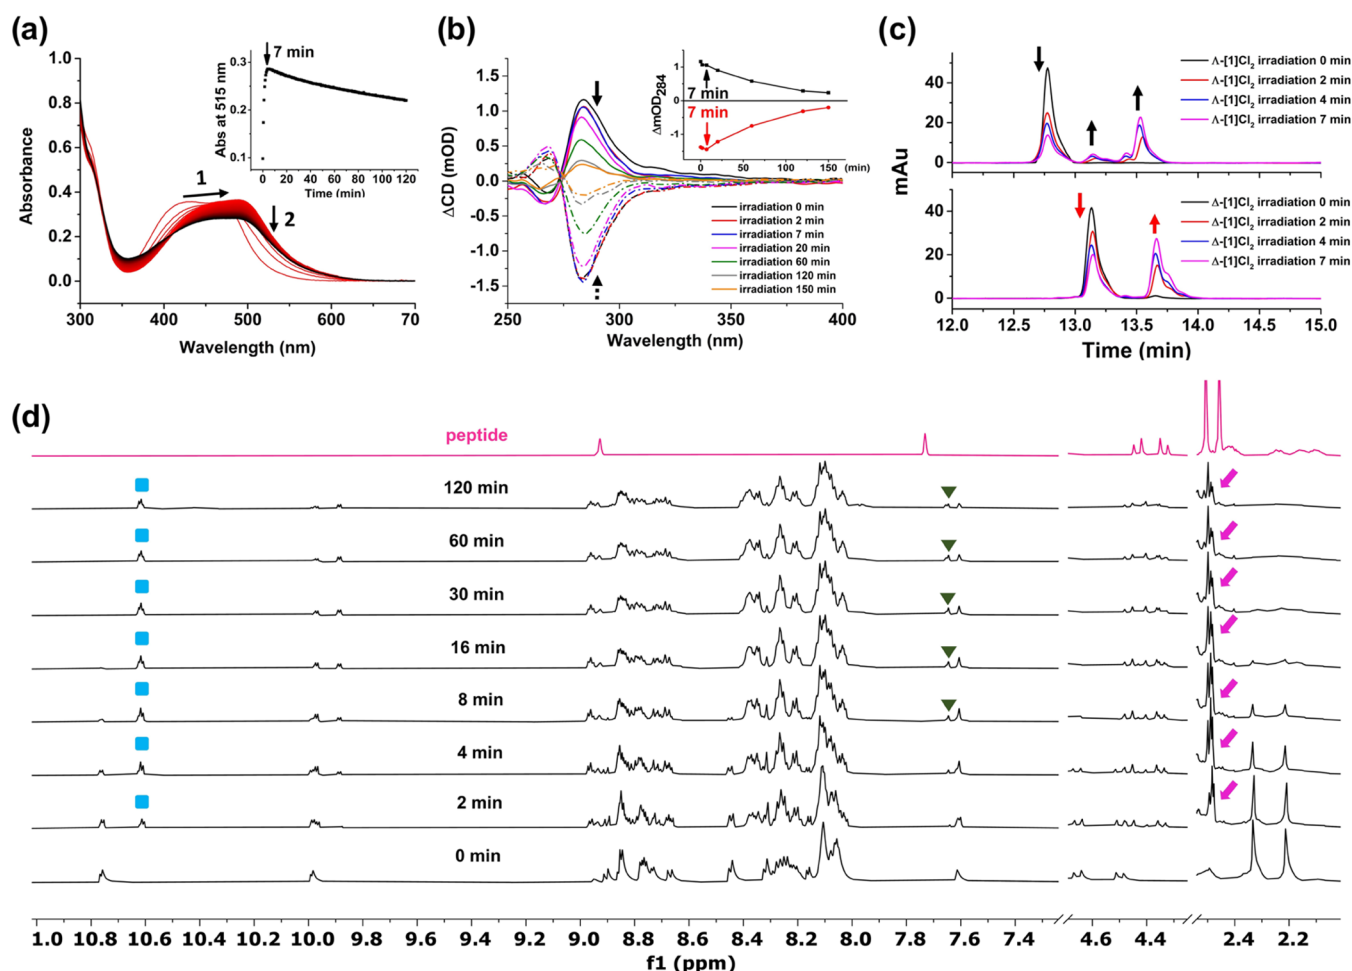 (a)
1.0
0.8
0.6
0.4
0.2
0.0
Absorbance
300
400
500
600
70
Wavelength (nm)
1
2
7 min
Abs at 515 nm
0.3
0.2
0.1
0 20 40 60 80 100 120
Time (min)
(b)
1.5
1.0
0.5
0.0
-0.5
-1.0
-1.5
ΔCD (mOD)
250
300
350
400
Wavelength (nm)
ΔmOD284
1
0
-1
7 min
7 min
0 50 100 150 (min)
irradiation 0 min
irradiation 2 min
irradiation 7 min
irradiation 20 min
irradiation 60 min
irradiation 120 min
irradiation 150 min
(c)
40
20
0
mAu
Λ-[1]Cl2 irradiation 0 min
Λ-[1]Cl2 irradiation 2 min
Λ-[1]Cl2 irradiation 4 min
Λ-[1]Cl2 irradiation 7 min
40
20
0
Δ-[1]Cl2 irradiation 0 min
Δ-[1]Cl2 irradiation 2 min
Δ-[1]Cl2 irradiation 4 min
Δ-[1]Cl2 irradiation 7 min
12.0 12.5 13.0 13.5 14.0 14.5 15.0
Time (min)
(d)
peptide
120 min
60 min
30 min
16 min
8 min
4 min
2 min
0 min
1.0 10.8 10.6 10.4 10.2 10.0 9.8 9.6 9.4 9.2 9.0 8.8 8.6 8.4 8.2 8.0 7.8 7.6 7.4 4.6 4.4 2.4 2.2
f1 (ppm)